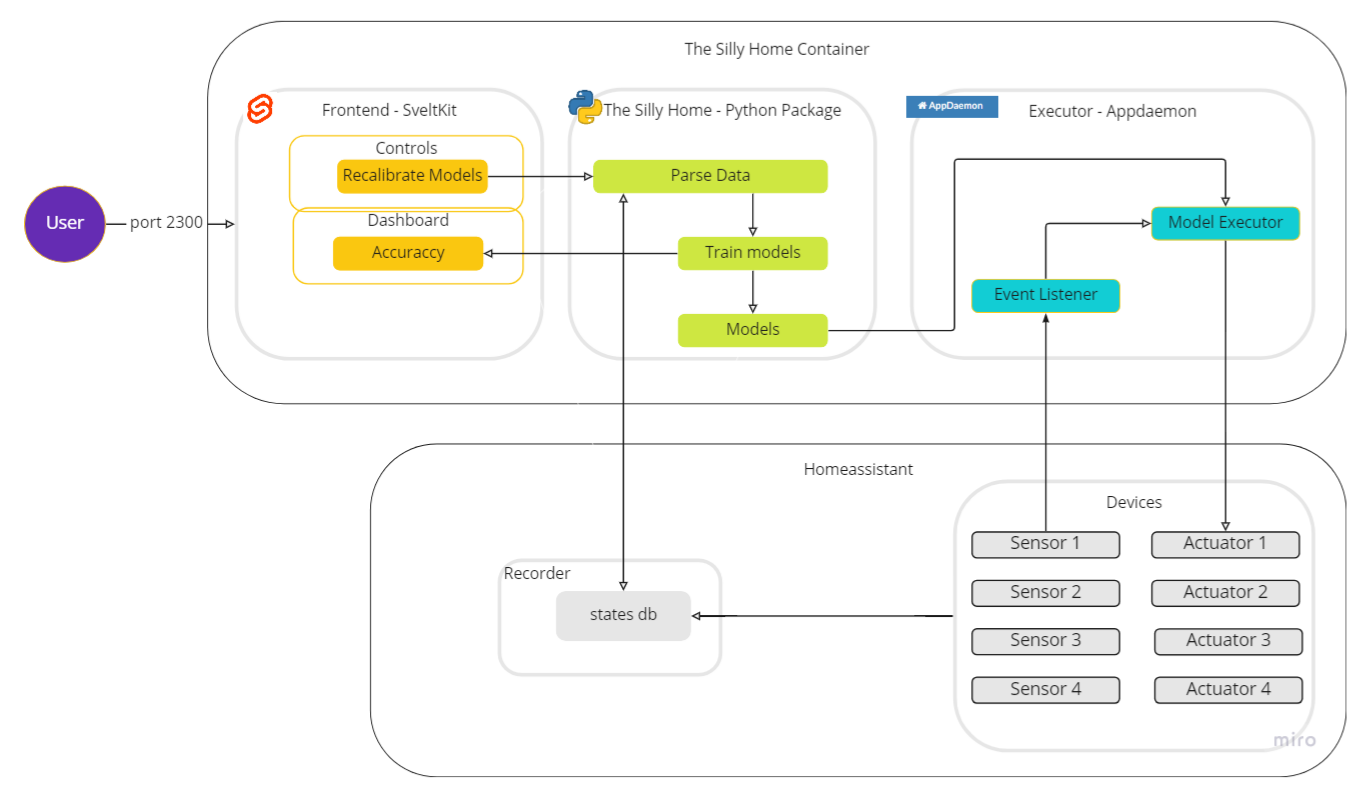 The Silly Home Container
Frontend - SveltKit
The Silly Home - Python Package
AppDaemon
Executor - Appdaemon
Controls
Recalibrate Models
Parse Data
User
port 2300
Dashboard
Accuraccy
Train models
Model Executor
Event Listener
Models
Homeassistant
Devices
Sensor 1
Actuator 1
Recorder
Sensor 2
Actuator 2
states db
Sensor 3
Actuator 3
Sensor 4
Actuator 4
miro